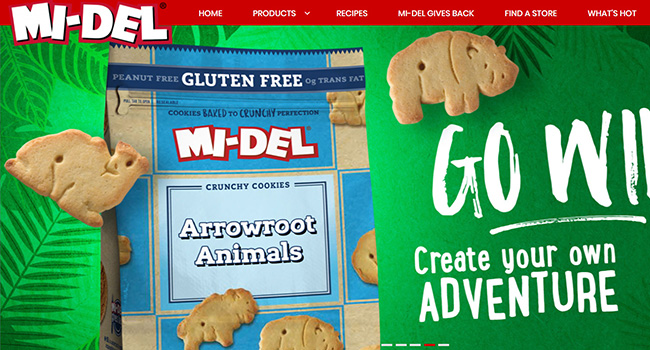 MI-DEL®
HOME PRODUCTS RECIPES MI-DEL GIVES BACK FIND A STORE WHAT'S HOT
PEANUT FREE GLUTEN FREE 0g TRANS FAT
COOKIES BAKED TO CRUNCHY PERFECTION
MI-DEL®
CRUNCHY COOKIES
Arrowroot
Animals
GO WI
Create your own
ADVENTURE